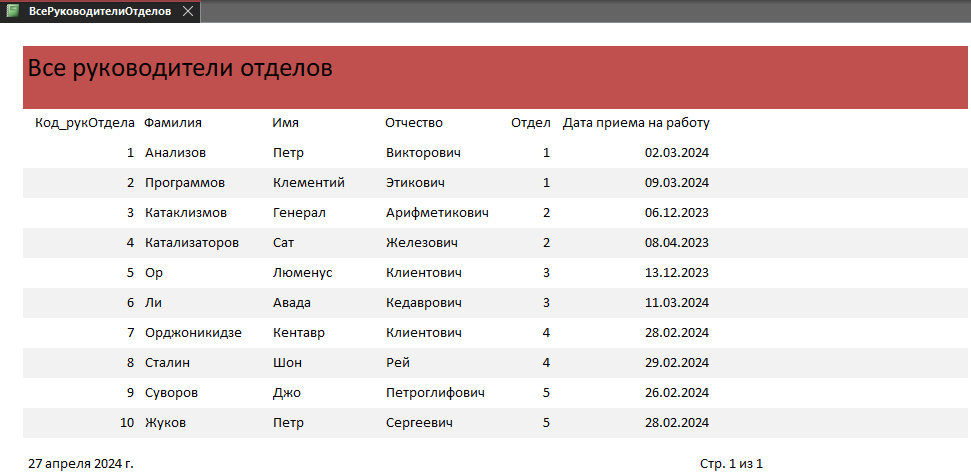 ВсеРуководителиОтделов
Все руководители отделов
Код_рукОтдела Фамилия Имя Отчество Отдел Дата приема на работу
1 Анализов Петр Викторович 1 02.03.2024
2 Программов Клементий Этикович 1 09.03.2024
3 Катаклизмов Генерал Арифметикович 2 06.12.2023
4 Катализаторов Сат Железович 2 08.04.2023
5 Ор Люменус Клиентович 3 13.12.2023
6 Ли Авада Кедаврович 3 11.03.2024
7 Орджоникидзе Кентавр Клиентович 4 28.02.2024
8 Сталин Шон Рей 4 29.02.2024
9 Суворов Джо Петроглифович 5 26.02.2024
10 Жуков Петр Сергеевич 5 28.02.2024
27 апреля 2024 г. Стр. 1 из 1